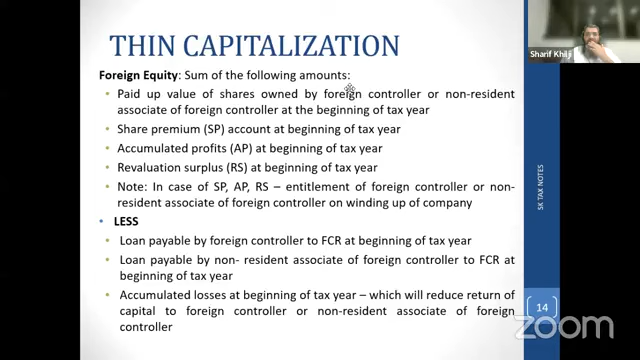 THIN CAPITALIZATION
Foreign Equity: Sum of the following amounts:
• Paid up value of shares owned by foreign controller or non-resident
associate of foreign controller at the beginning of tax year
• Share premium (SP) account at beginning of tax year
• Accumulated profits (AP) at beginning of tax year
• Revaluation surplus (RS) at beginning of tax year
• Note: In case of SP, AP, RS – entitlement of foreign controller or non-
resident associate of foreign controller on winding up of company
• LESS
• Loan payable by foreign controller to FCR at beginning of tax year
• Loan payable by non- resident associate of foreign controller to FCR at
beginning of tax year
• Accumulated losses at beginning of tax year – which will reduce return of
capital to foreign controller or non-resident associate of foreign
controller
SK TAX NOTES
14
zoom
Sharif Khilji